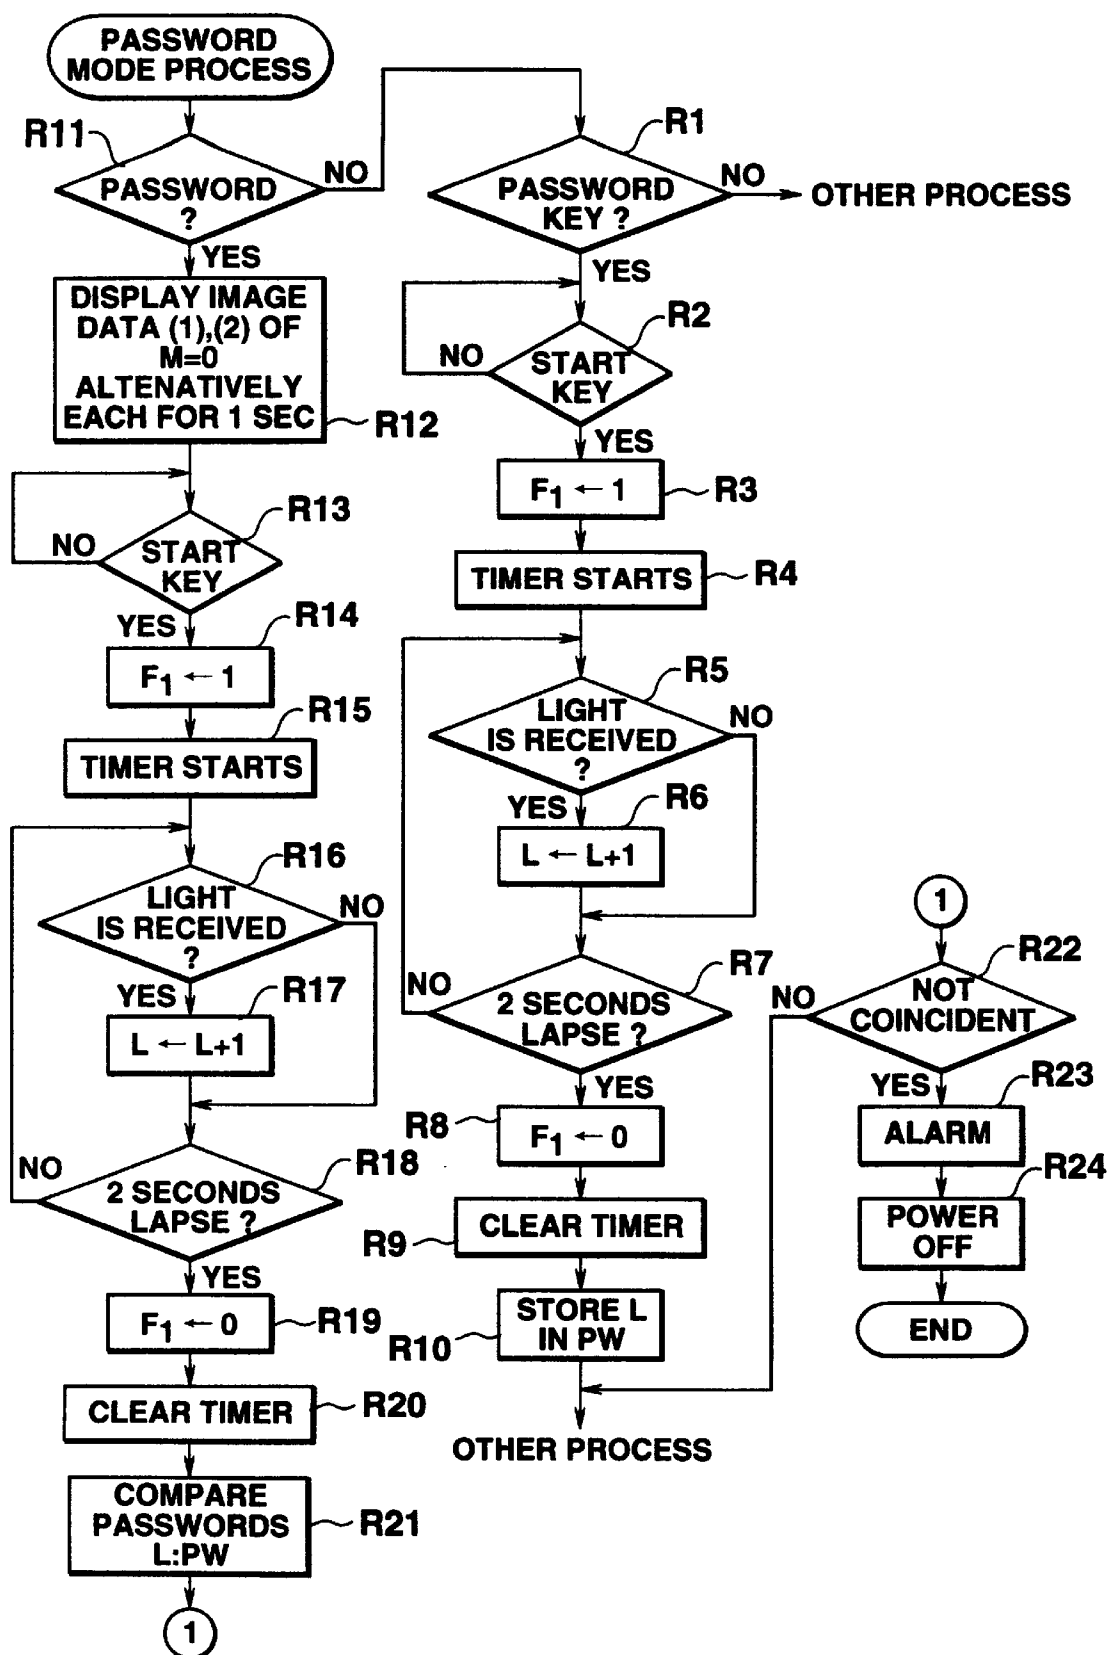 PASSWORD
MODE PROCESS
R11
PASSWORD
?
NO
YES
DISPLAY IMAGE
DATA (1),(2) OF
M=0
ALTENATIVELY
EACH FOR 1 SEC
R12
R13
START
KEY
NO
YES
R14
F1 ← 1
R15
TIMER STARTS
R16
LIGHT
IS RECEIVED
?
NO
YES
R17
L ← L+1
R18
2 SECONDS
LAPSE ?
NO
YES
F1 ← 0
R19
CLEAR TIMER
R20
COMPARE
PASSWORDS
L:PW
R21
1
R1
PASSWORD
KEY ?
NO
OTHER PROCESS
YES
R2
START
KEY
NO
YES
F1 ← 1
R3
TIMER STARTS
R4
R5
LIGHT
IS RECEIVED
?
NO
YES
R6
L ← L+1
R7
2 SECONDS
LAPSE ?
NO
YES
R8
F1 ← 0
R9
CLEAR TIMER
R10
STORE L
IN PW
OTHER PROCESS
1
R22
NOT
COINCIDENT
NO
YES
R23
ALARM
R24
POWER
OFF
END